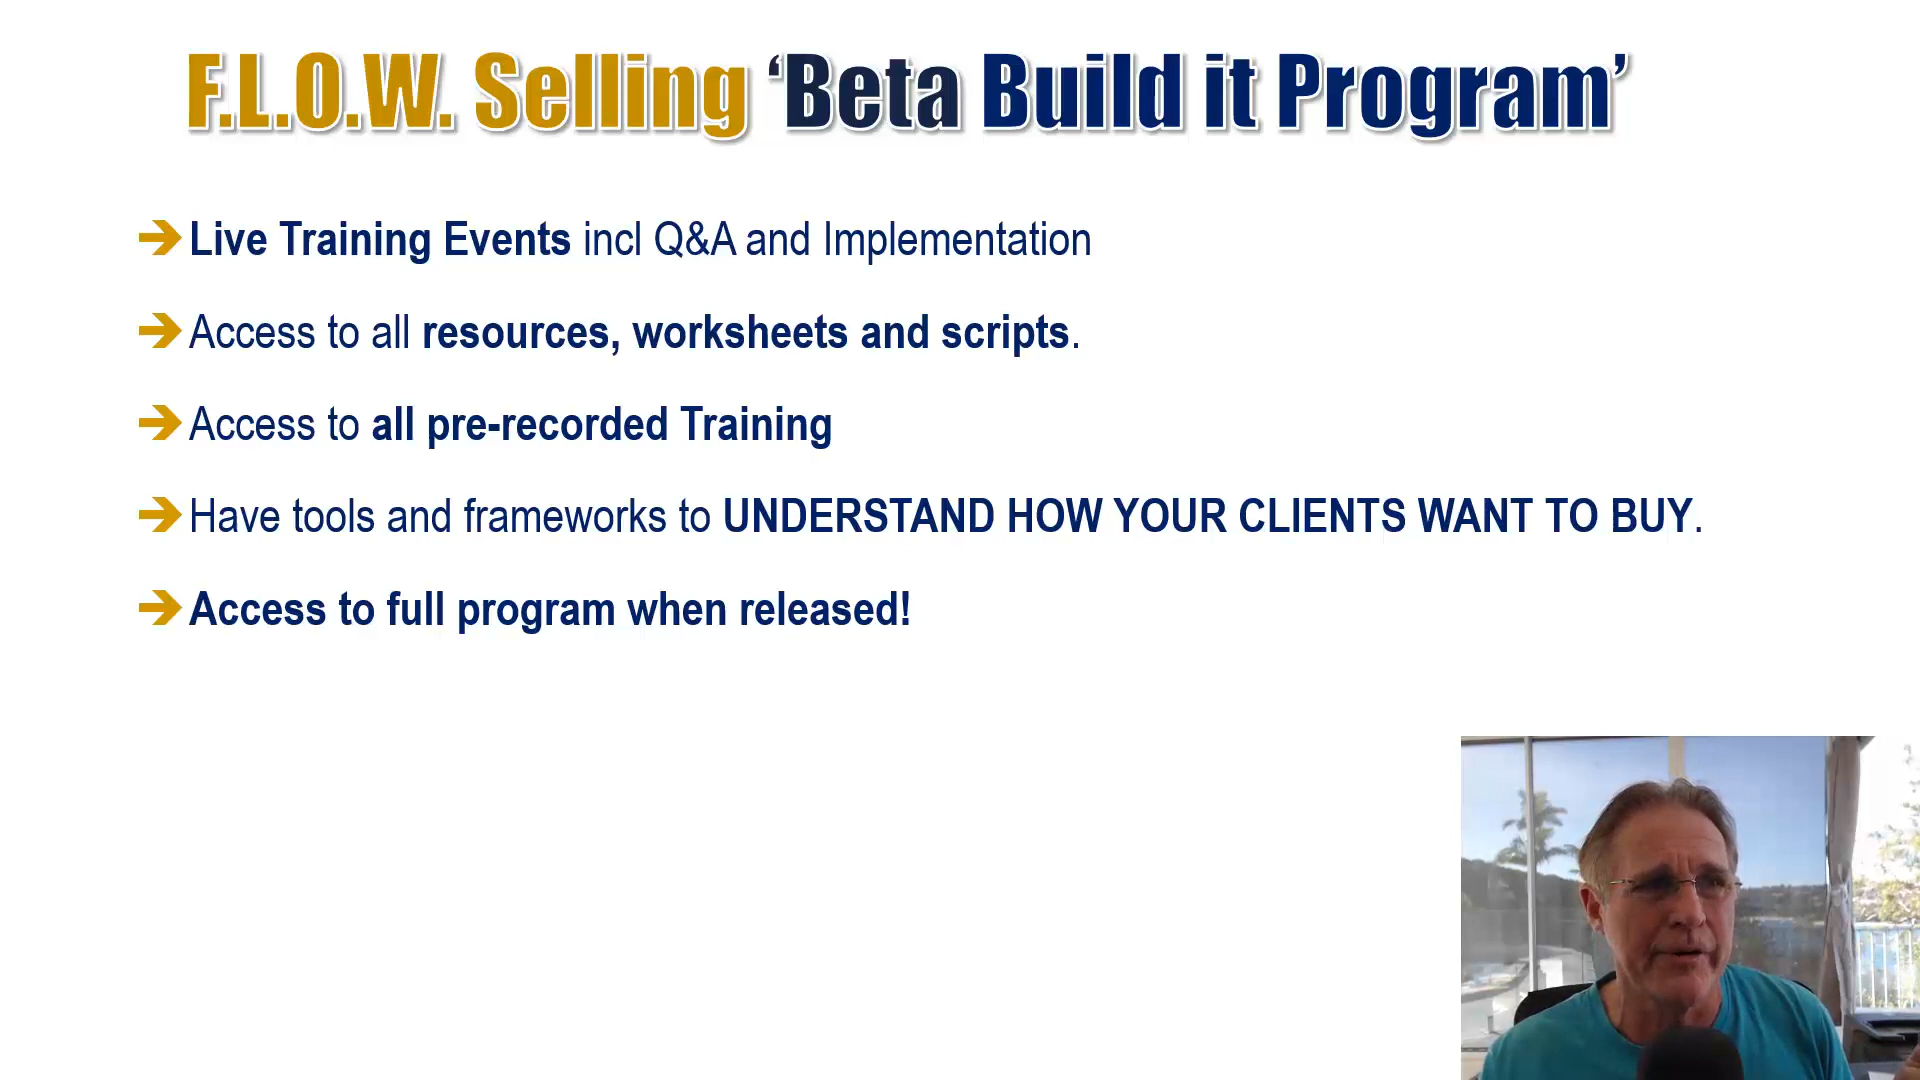 F.L.O.W. Selling ‘Beta Build it Program’
Live Training Events incl Q&A and Implementation
Access to all resources, worksheets and scripts.
Access to all pre-recorded Training
Have tools and frameworks to UNDERSTAND HOW YOUR CLIENTS WANT TO BUY.
Access to full program when released!